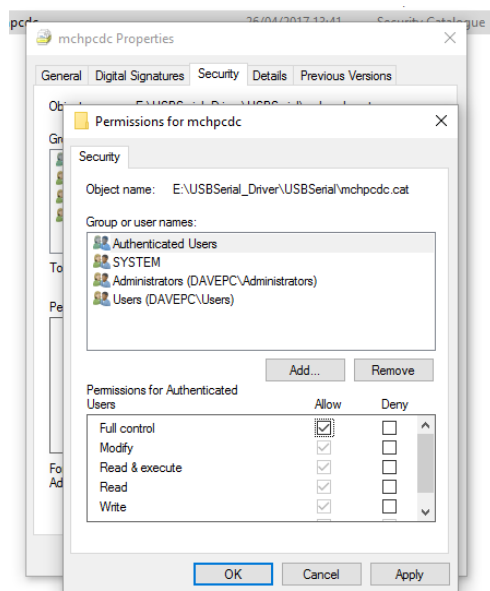 26/04/2017 13:41 Security Catalogue
mchpcdc Properties
General Digital Signatures Security Details Previous Versions
Permissions for mchpcdc
Security
Object name: E:\USBSerial_Driver\USBSerial\mchpcdc.cat
Group or user names:
Authenticated Users
SYSTEM
Administrators (DAVEPC\Administrators)
Users (DAVEPC\Users)
Add... Remove
Permissions for Authenticated
Users Allow Deny
Full control
Modify
Read & execute
Read
Write
OK Cancel Apply